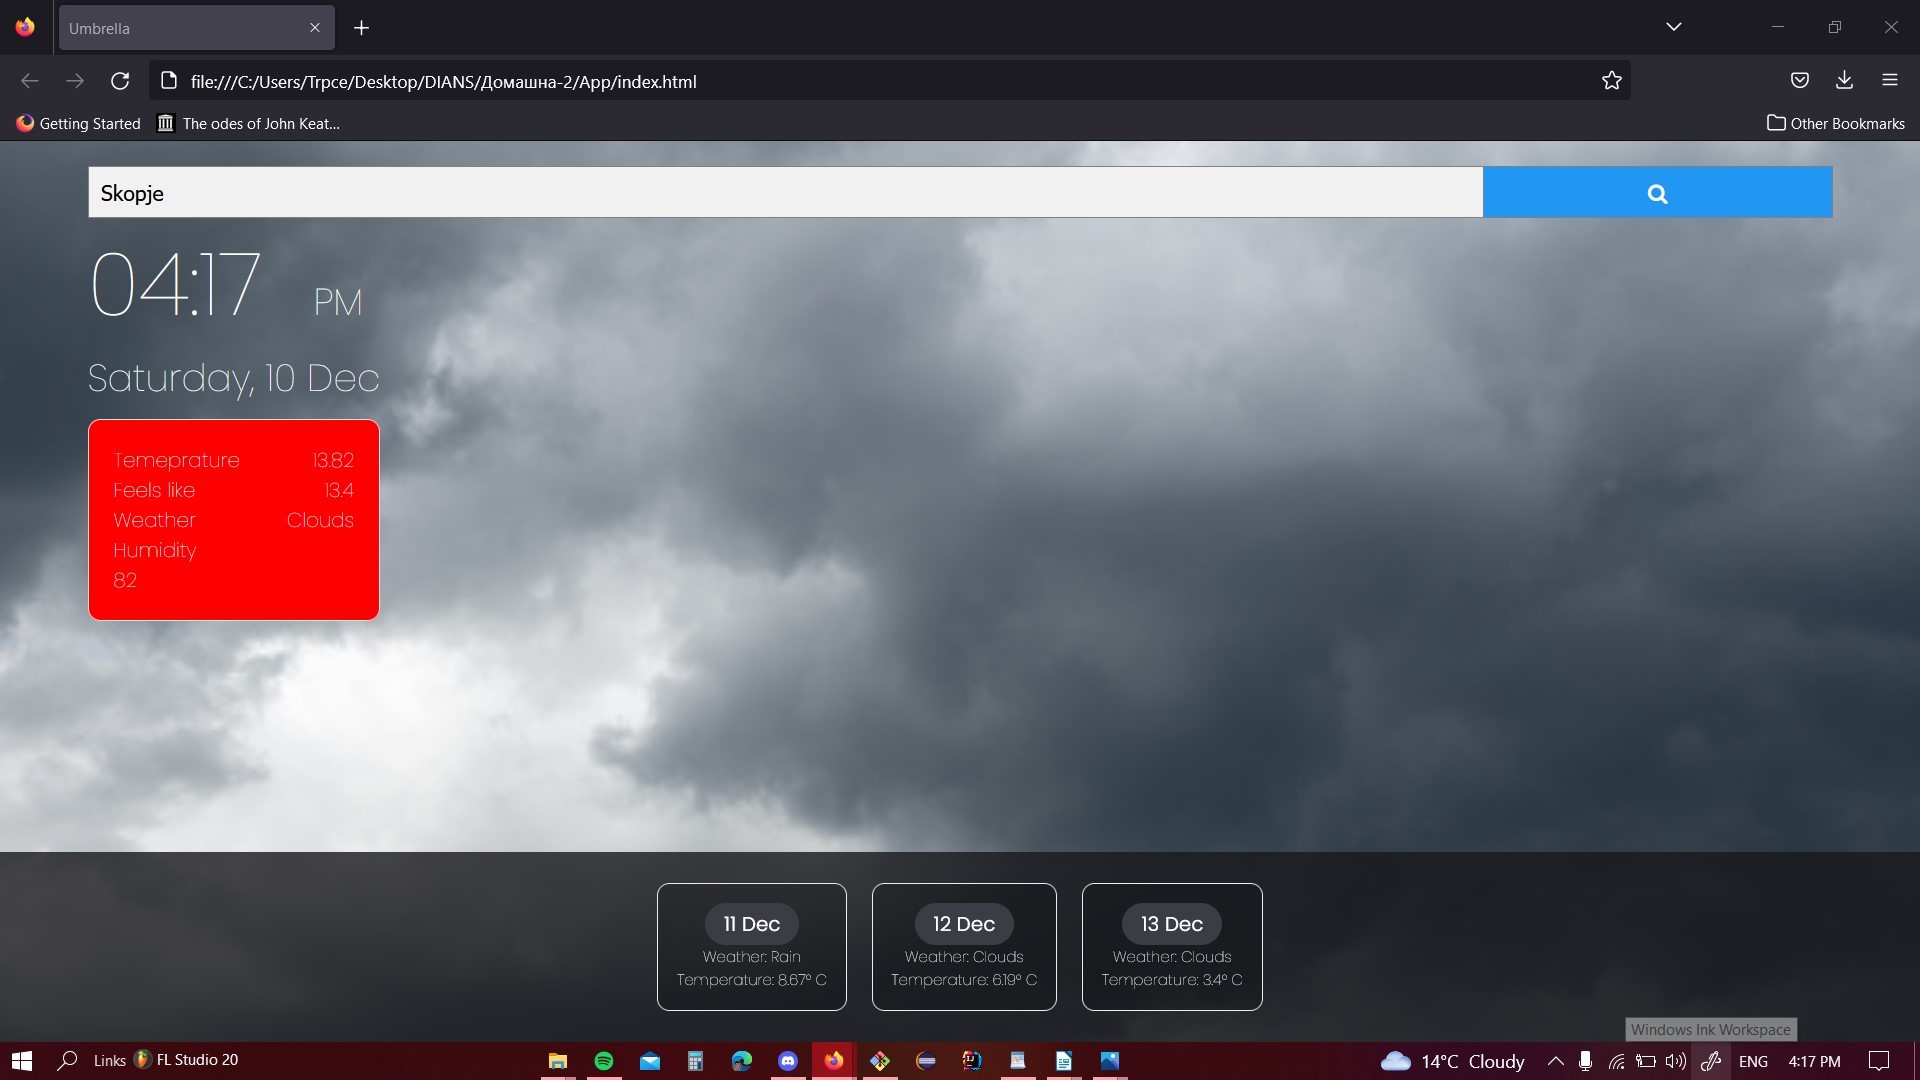 Umbrella
file:///C:/Users/Trpce/Desktop/DIANS/Домашна-2/App/index.html
Getting Started The odes of John Keat... Other Bookmarks
Skopje
04:17 PM
Saturday, 10 Dec
Temeprature 13.82
Feels like 13.4
Weather Clouds
Humidity
82
11 Dec 12 Dec 13 Dec
Weather: Rain Weather: Clouds Weather: Clouds
Temperature: 8.67° C Temperature: 6.19° C Temperature: 3.4° C
Windows Ink Workspace
Links FL Studio 20 14°C Cloudy ENG 4:17 PM